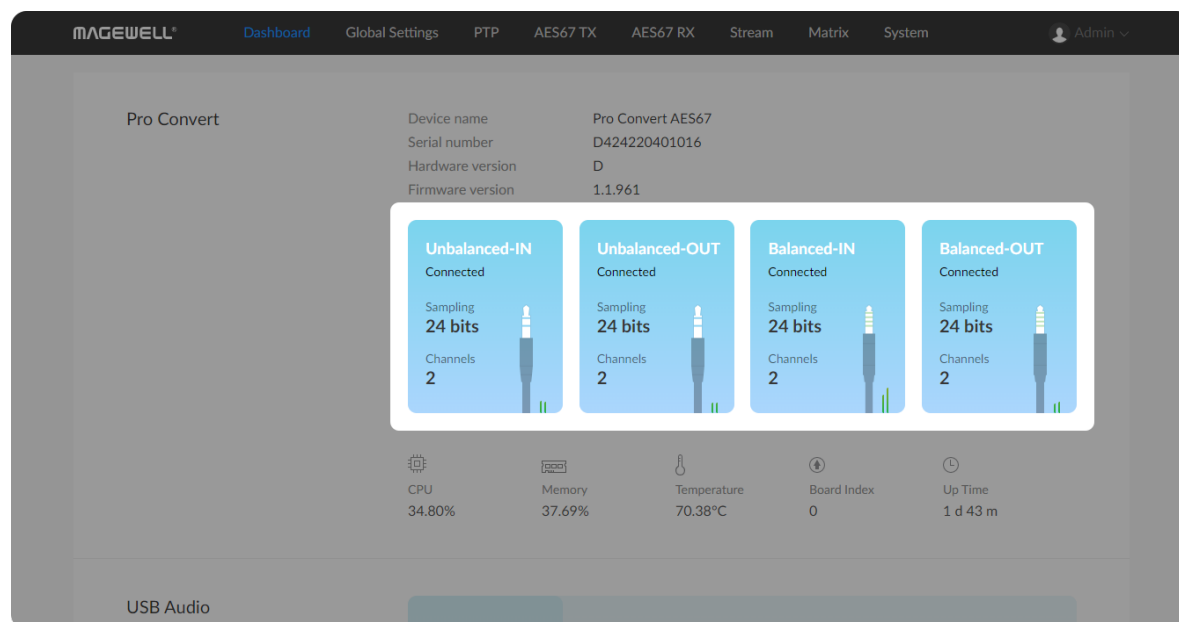 MAGEWELL®
Dashboard Global Settings PTP AES67 TX AES67 RX Stream Matrix System Admin
Pro Convert
Device name Pro Convert AES67
Serial number D424220401016
Hardware version D
Firmware version 1.1.961
Unbalanced-IN
Connected
Sampling
24 bits
Channels
2
Unbalanced-OUT
Connected
Sampling
24 bits
Channels
2
Balanced-IN
Connected
Sampling
24 bits
Channels
2
Balanced-OUT
Connected
Sampling
24 bits
Channels
2
CPU
34.80%
Memory
37.69%
Temperature
70.38°C
Board Index
0
Up Time
1 d 43 m
USB Audio